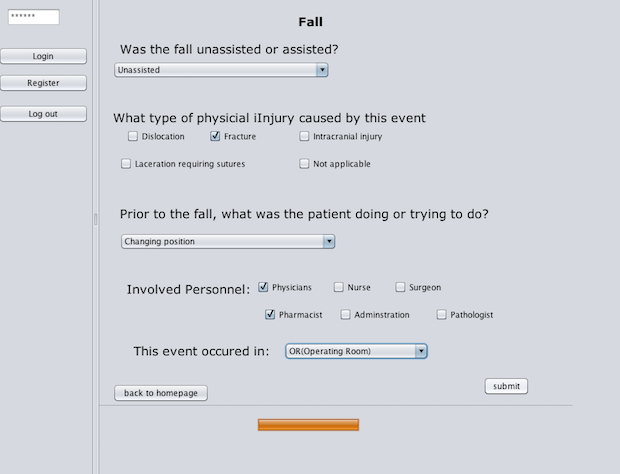 ******
Login
Register
Log out
Fall
Was the fall unassisted or assisted?
Unassisted
What type of physicial iInjury caused by this event
Dislocation Fracture Intracranial injury
Laceration requiring sutures Not applicable
Prior to the fall, what was the patient doing or trying to do?
Changing position
Involved Personnel: Physicians Nurse Surgeon
Pharmacist Adminstration Pathologist
This event occured in: OR(Operating Room)
back to homepage submit